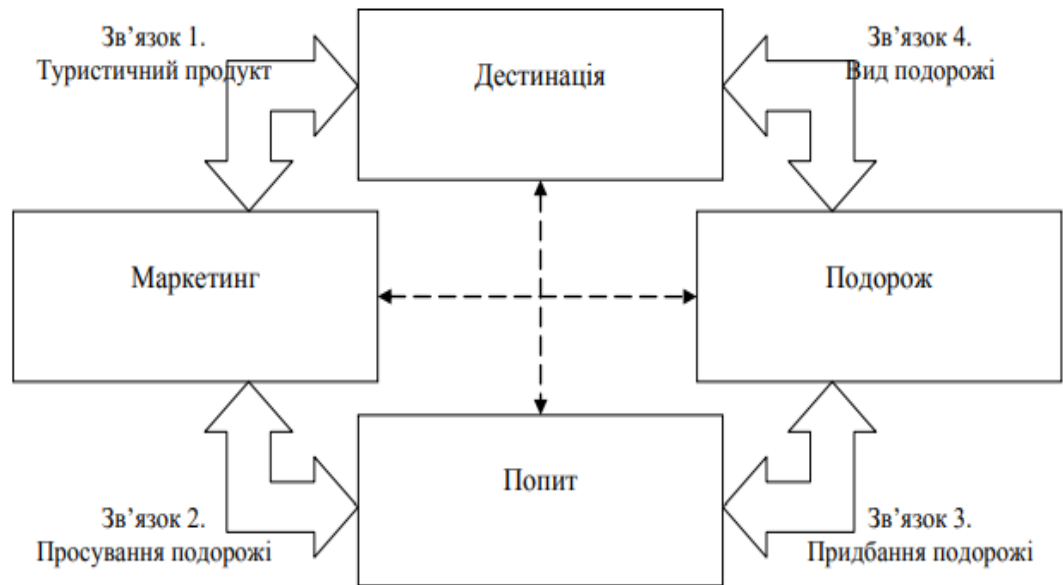 Зв’язок 1.
Туристичний продукт
Дестинація
Зв’язок 4.
Вид подорожі
Маркетинг
Подорож
Попит
Зв’язок 2.
Просування подорожі
Зв’язок 3.
Придбання подорожі